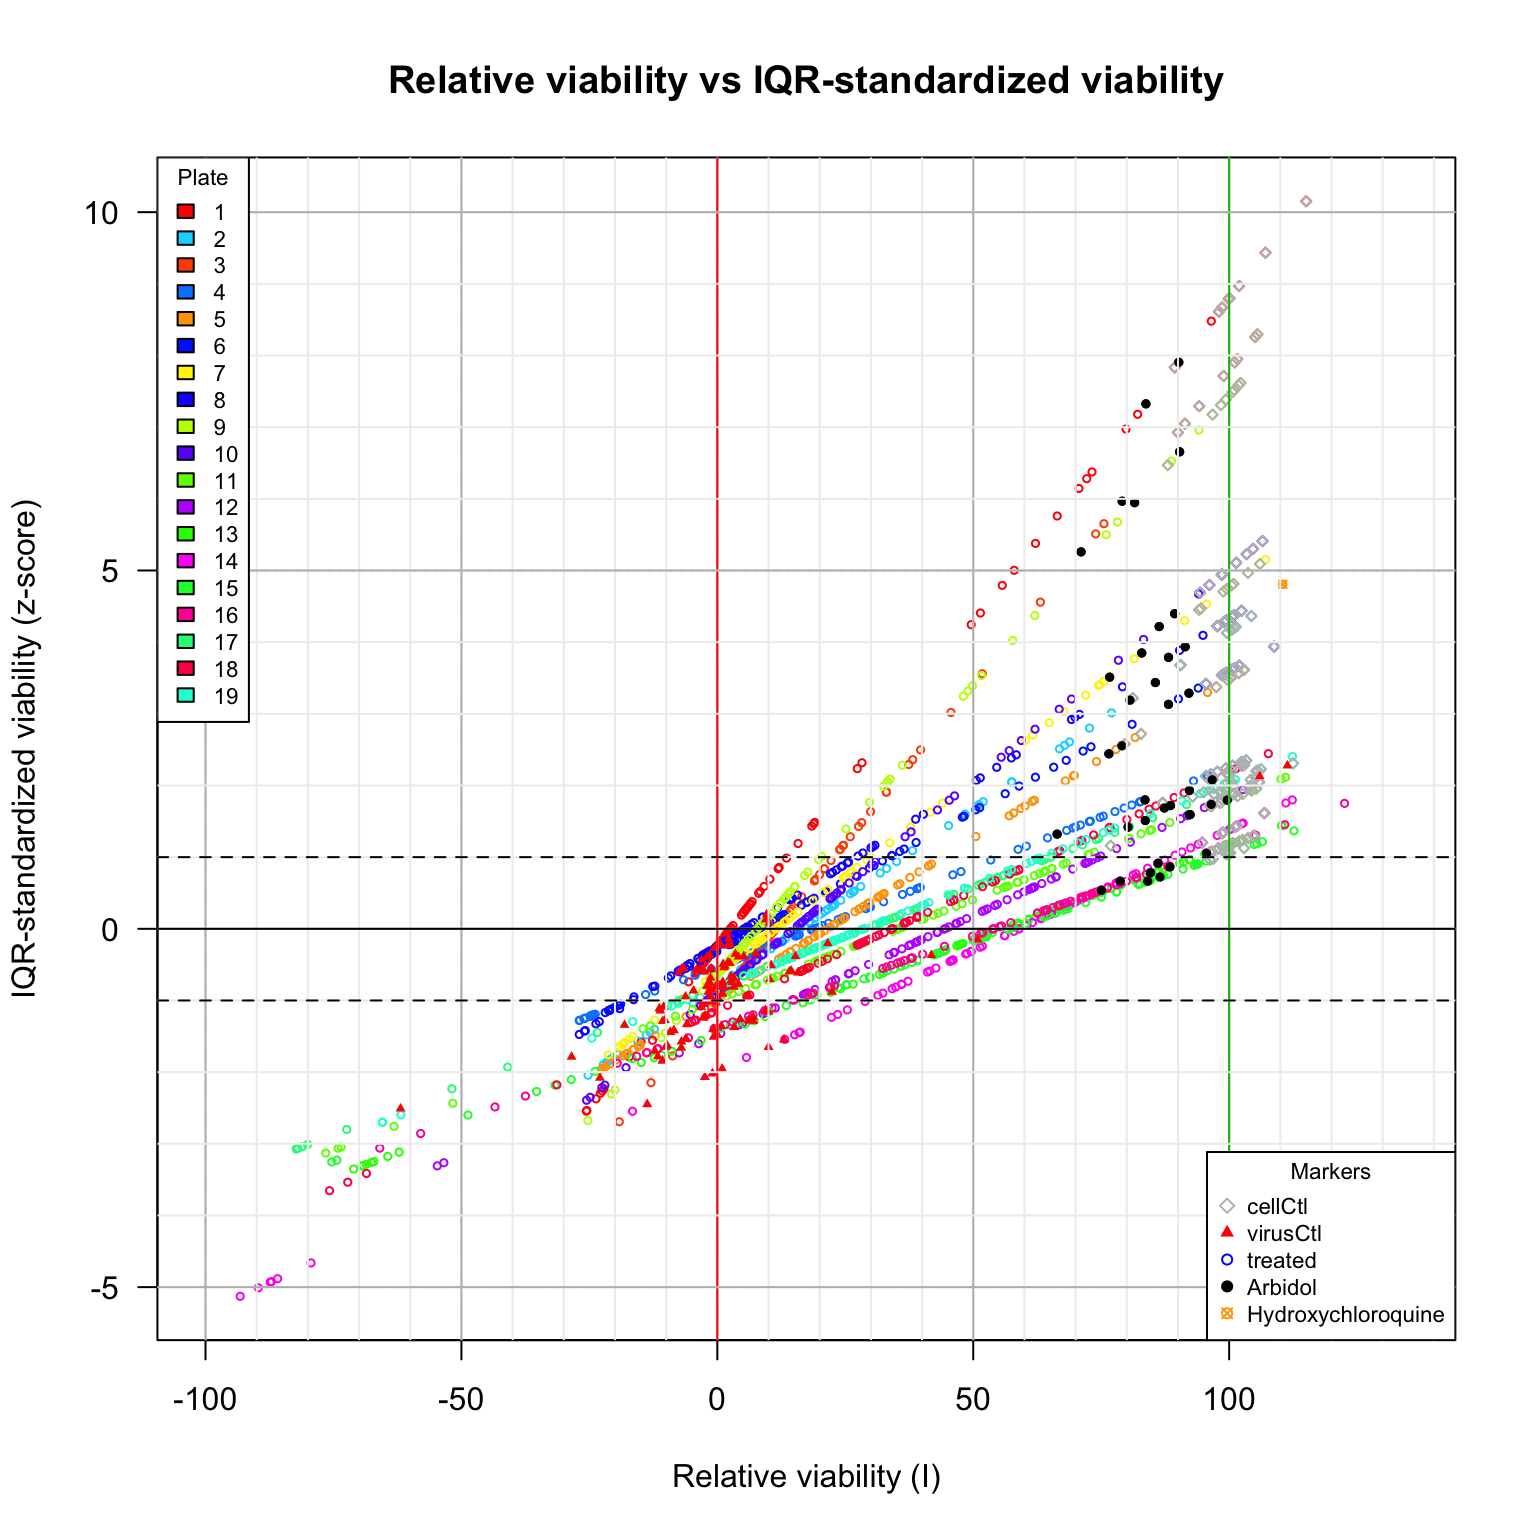 Relative viability vs IQR-standardized viability
Plate
1
2
3
4
5
6
7
8
9
10
11
12
13
14
15
16
17
18
19
10
5
0
-5
IQR-standardized viability (z-score)
Markers
cellCtl
virusCtl
treated
Arbidol
Hydroxychloroquine
-100
-50
0
50
100
Relative viability (I)